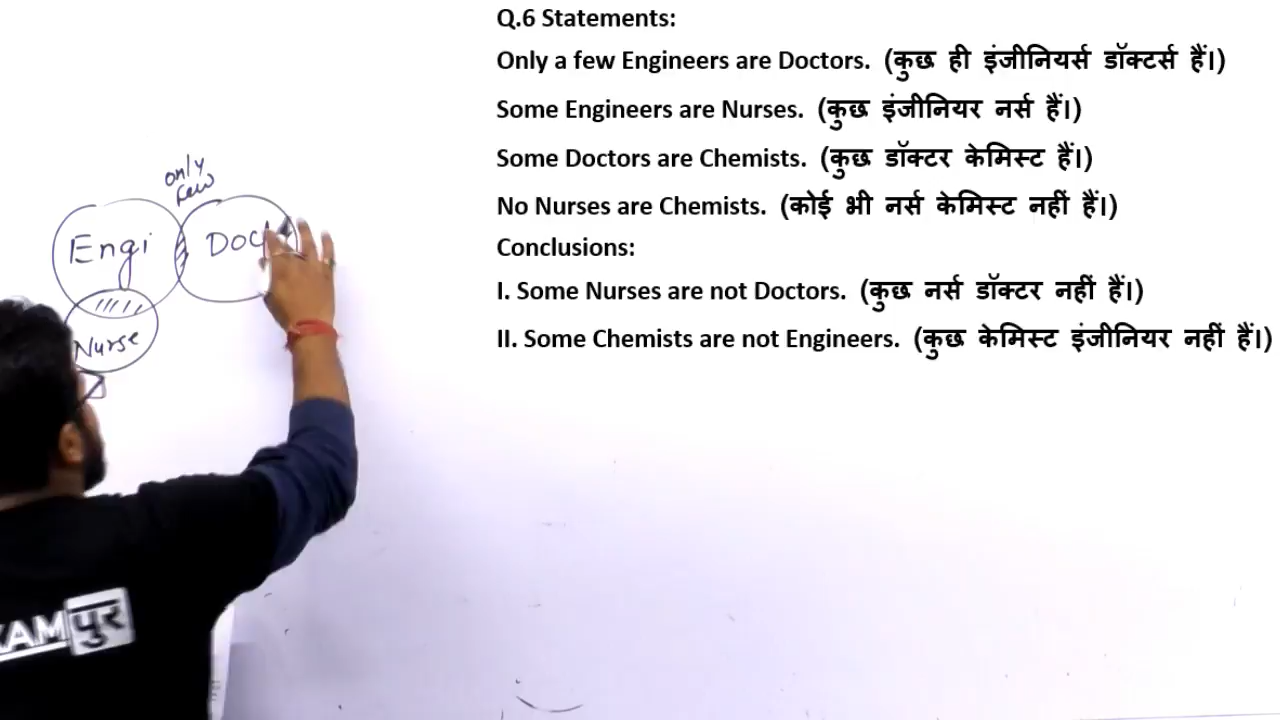 Q.6 Statements:
Only a few Engineers are Doctors. (कुछ ही इंजीनियर्स डॉक्टर्स हैं।)
Some Engineers are Nurses. (कुछ इंजीनियर नर्स हैं।)
Some Doctors are Chemists. (कुछ डॉक्टर केमिस्ट हैं।)
No Nurses are Chemists. (कोई भी नर्स केमिस्ट नहीं हैं।)
Conclusions:
I. Some Nurses are not Doctors. (कुछ नर्स डॉक्टर नहीं हैं।)
II. Some Chemists are not Engineers. (कुछ केमिस्ट इंजीनियर नहीं हैं।)
only
few
Engi
Doct
Nurse
XAM पुर